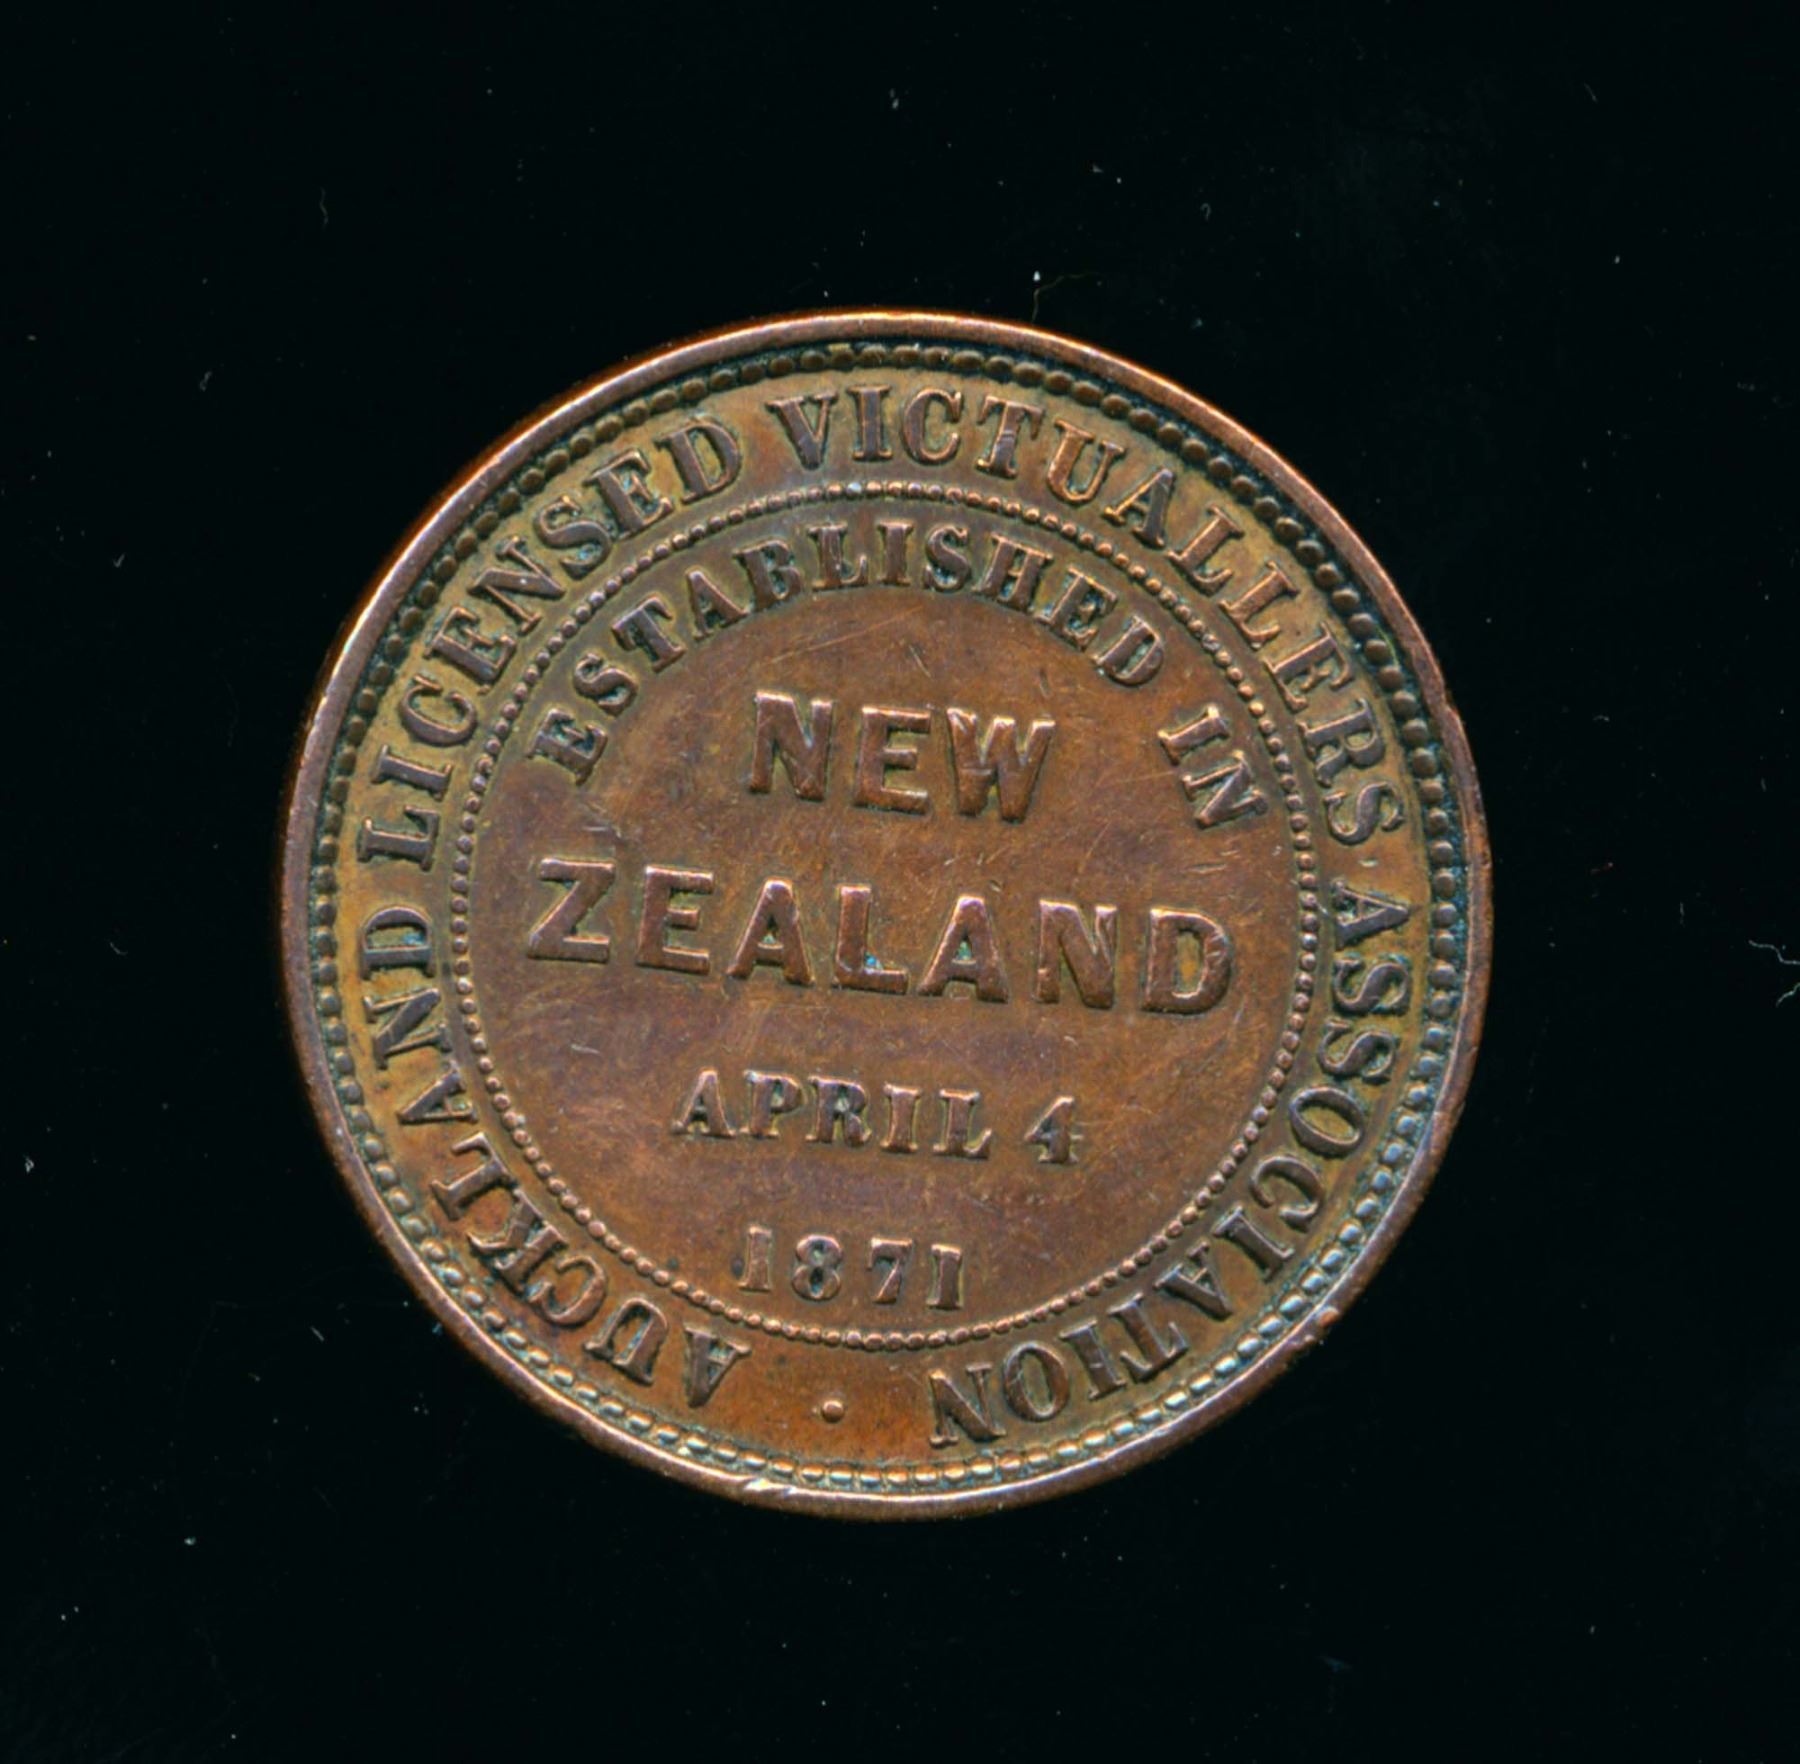 AUCKLAND LICENSED VICTUALLERS ASSOCIATION
ESTABLISHED IN
NEW
ZEALAND
APRIL 4
1871